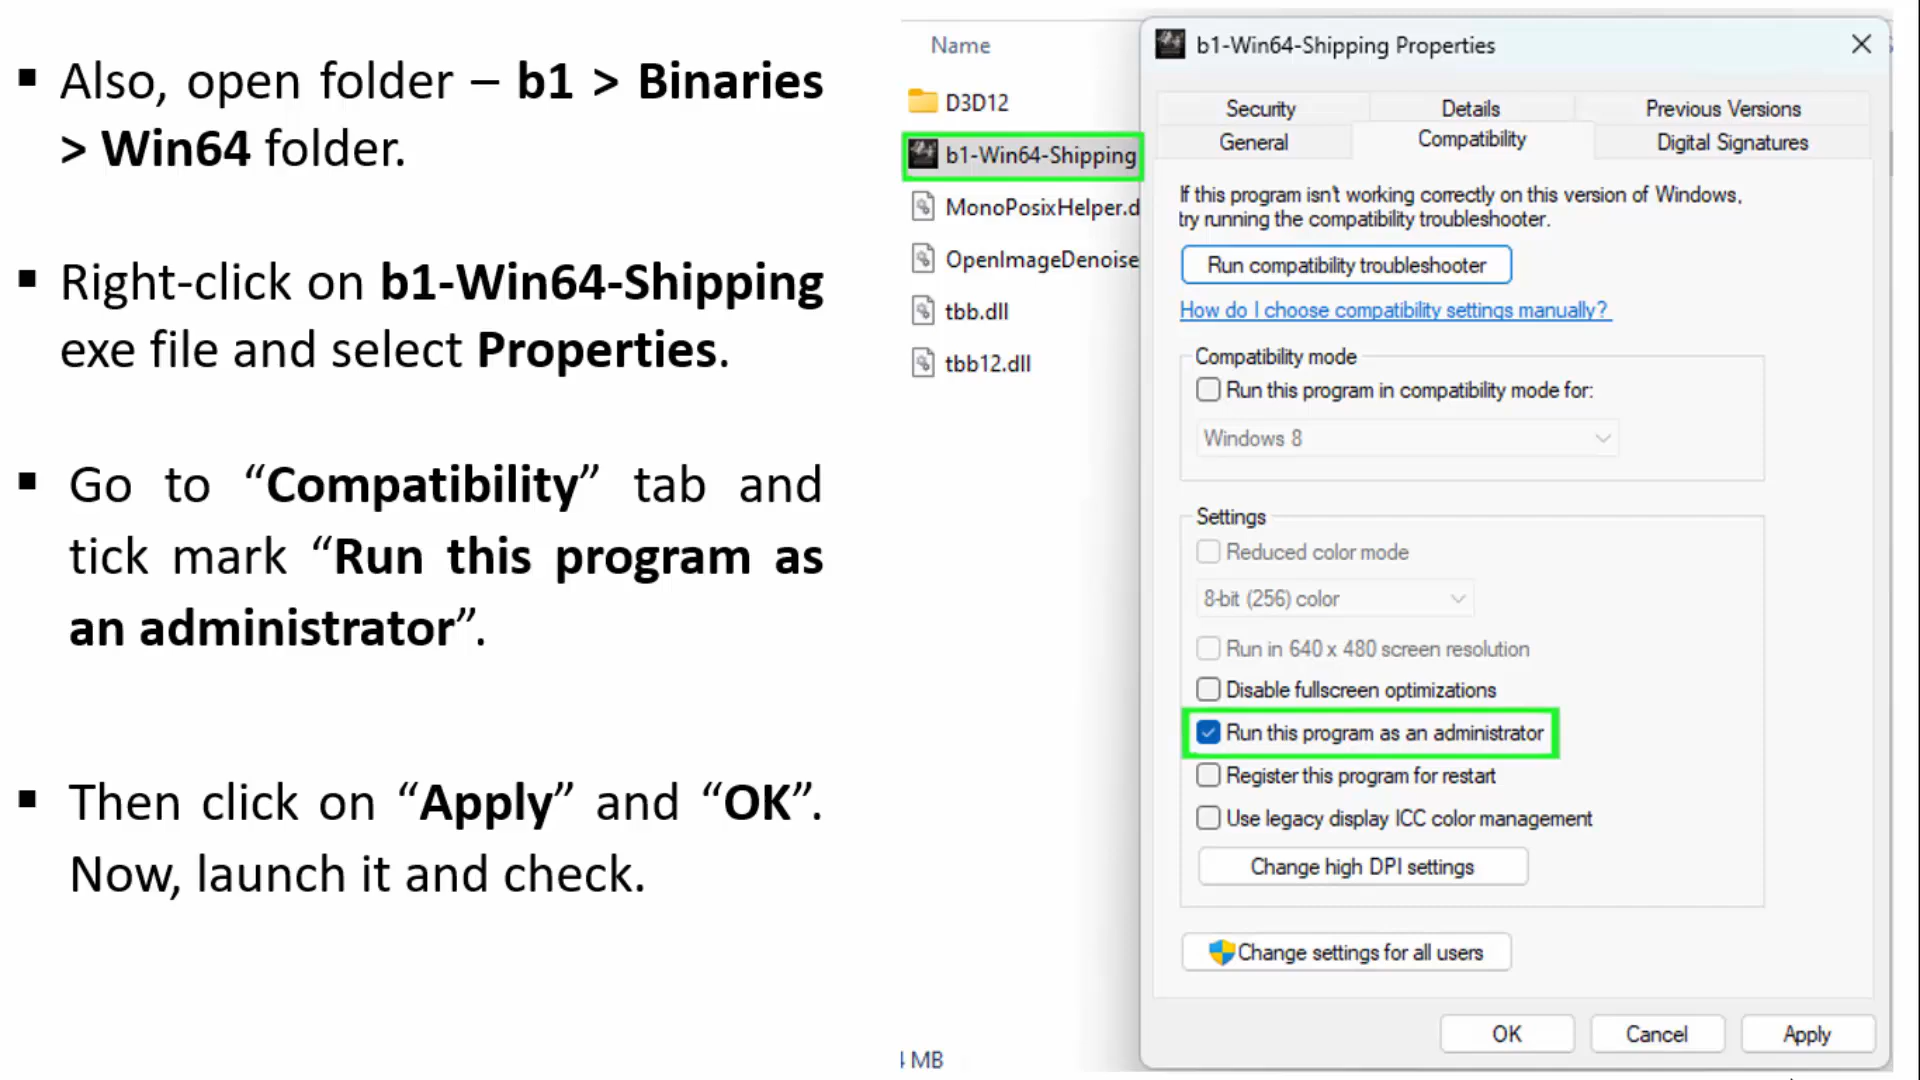 ▪ Also, open folder – b1 > Binaries
> Win64 folder.
▪ Right-click on b1-Win64-Shipping
exe file and select Properties.
▪ Go to “Compatibility” tab and
tick mark “Run this program as
an administrator”.
▪ Then click on “Apply” and “OK”.
Now, launch it and check.
Name
D3D12
b1-Win64-Shipping
MonoPosixHelper.d
OpenImageDenoise
tbb.dll
tbb12.dll
MB
b1-Win64-Shipping Properties
Security Details Previous Versions
General Compatibility Digital Signatures
If this program isn't working correctly on this version of Windows,
try running the compatibility troubleshooter.
Run compatibility troubleshooter
How do I choose compatibility settings manually?
Compatibility mode
Run this program in compatibility mode for:
Windows 8
Settings
Reduced color mode
8-bit (256) color
Run in 640 x 480 screen resolution
Disable fullscreen optimizations
Run this program as an administrator
Register this program for restart
Use legacy display ICC color management
Change high DPI settings
Change settings for all users
OK Cancel Apply